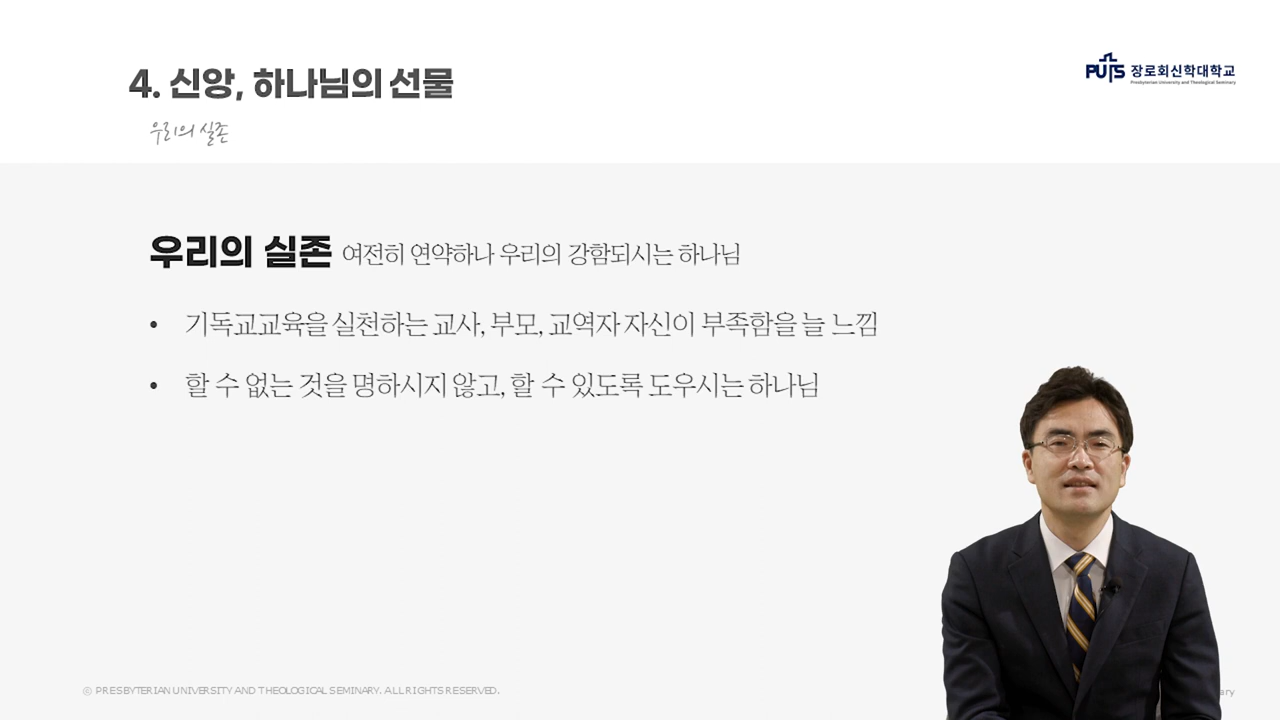 4. 신앙, 하나님의 선물
PUTS 장로회신학대학교
Presbyterian University and Theological Seminary
우리의 실존
우리의 실존 여전히 연약하나 우리의 강함되시는 하나님
• 기독교교육을 실천하는 교사, 부모, 교역자 자신이 부족함을 늘 느낌
• 할 수 없는 것을 명하시지 않고, 할 수 있도록 도우시는 하나님
© PRESBYTERIAN UNIVERSITY AND THEOLOGICAL SEMINARY. ALL RIGHTS RESERVED.